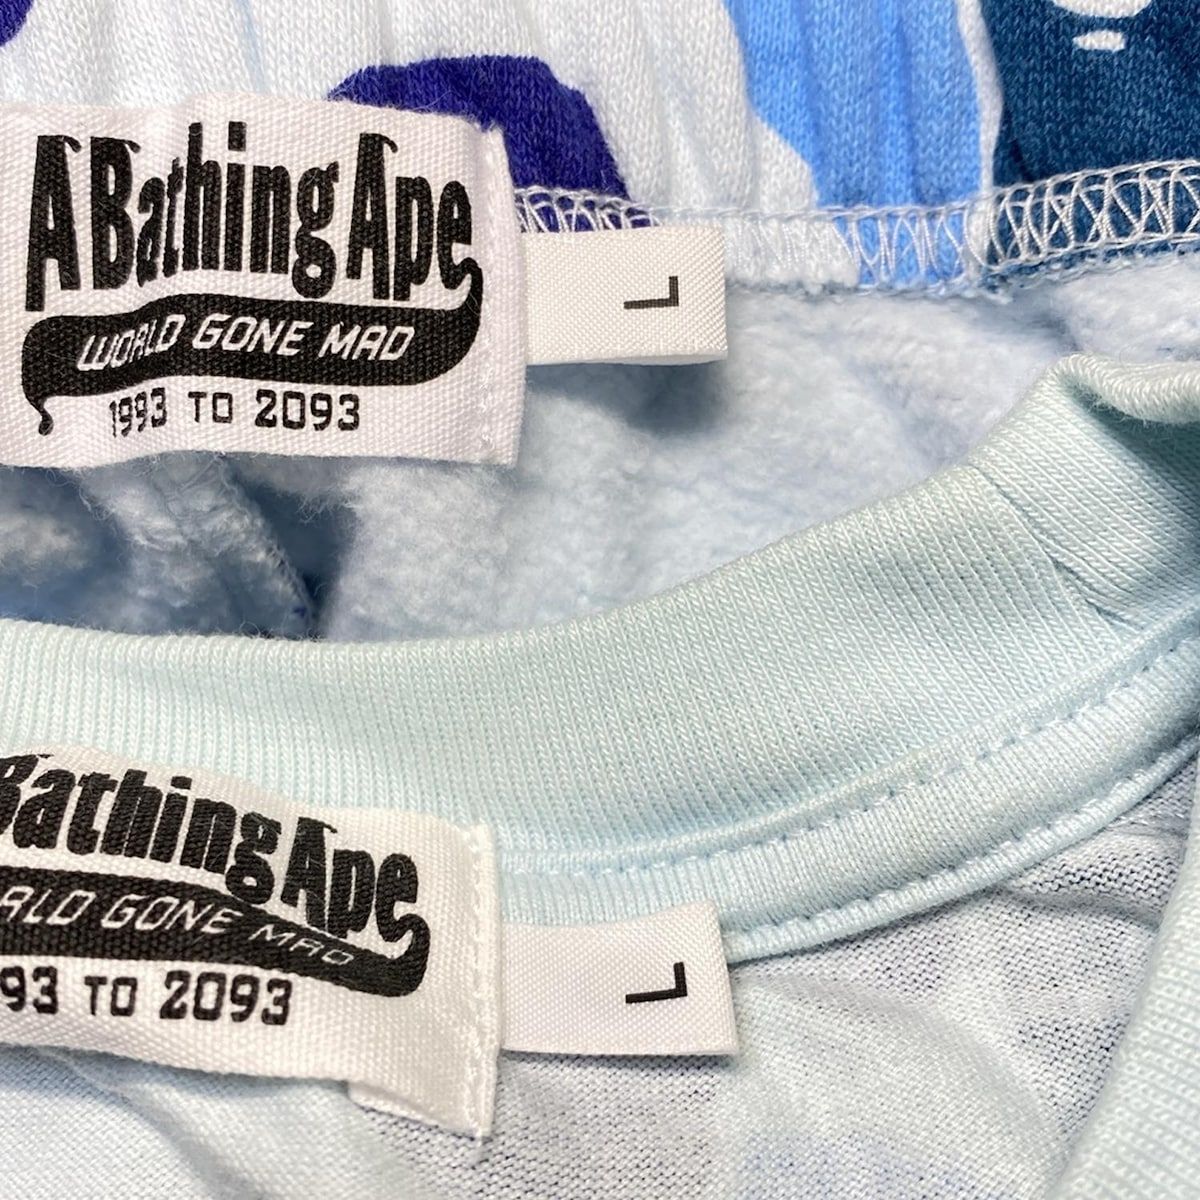 A Bathing Ape
WORLD GONE MAD
1993 TO 2093
L
Bathing Ape
RLD GONE MAD
93 TO 2093
L